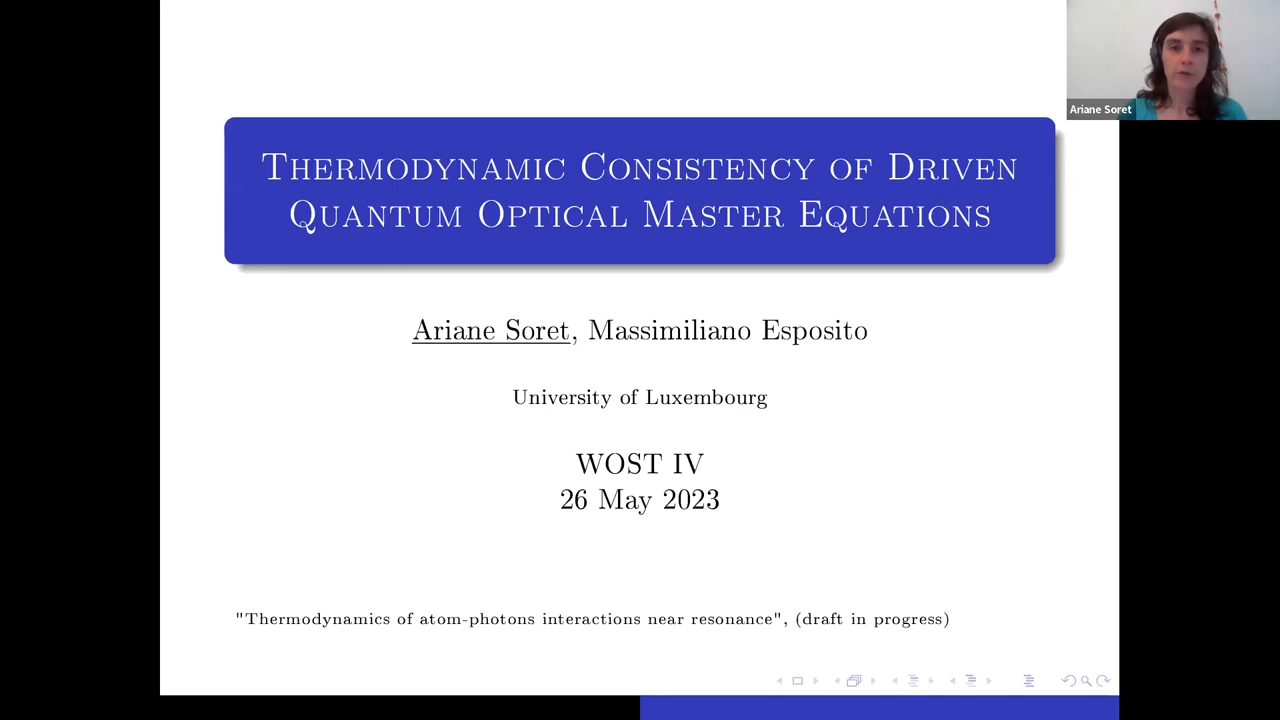 Ariane Soret
Thermodynamic Consistency of Driven
Quantum Optical Master Equations
Ariane Soret, Massimiliano Esposito
University of Luxembourg
WOST IV
26 May 2023
"Thermodynamics of atom-photons interactions near resonance", (draft in progress)